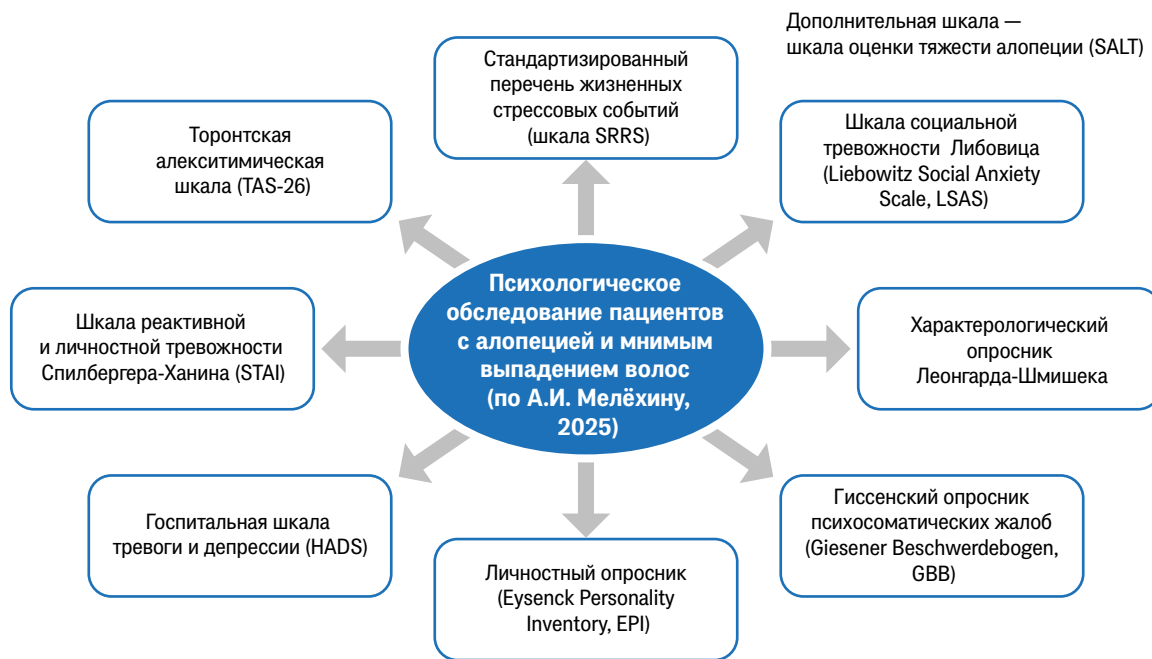 Дополнительная шкала —
шкала оценки тяжести алопеции (SALT)
Стандартизированный
перечень жизненных
стрессовых событий
(шкала SRRS)
Торонтская
алекситимическая
шкала (TAS-26)
Шкала социальной
тревожности Либовица
(Liebowitz Social Anxiety
Scale, LSAS)
Психологическое
обследование пациентов
с алопецией и мнимым
выпадением волос
(по А.И. Мелёхину,
2025)
Шкала реактивной
и личностной тревожности
Спилбергера-Ханина (STAI)
Характерологический
опросник
Леонгарда-Шмишека
Госпитальная шкала
тревоги и депрессии (HADS)
Личностный опросник
(Eysenck Personality
Inventory, EPI)
Гиссенский опросник
психосоматических жалоб
(Giesener Beschwerdebogen,
GBB)